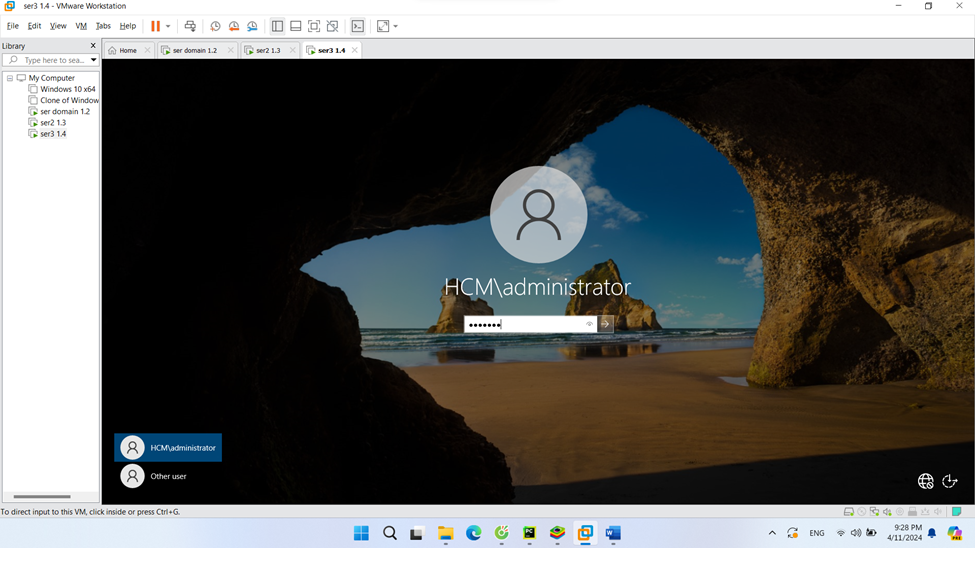 ser3 1.4 - VMware Workstation
File Edit View VM Tabs Help
Library
Type here to sea...
Home
ser domain 1.2
ser2 1.3
ser3 1.4
My Computer
Windows 10 x64
Clone of Window
ser domain 1.2
ser2 1.3
ser3 1.4
HCM\administrator
HCM\administrator
Other user
To direct input to this VM, click inside or press Ctrl+G.
ENG
9:28 PM
4/11/2024